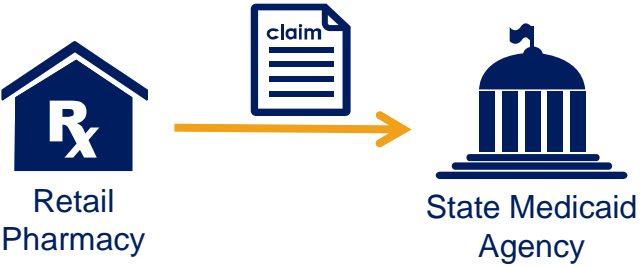 claim
Rx
Retail
Pharmacy
State Medicaid
Agency